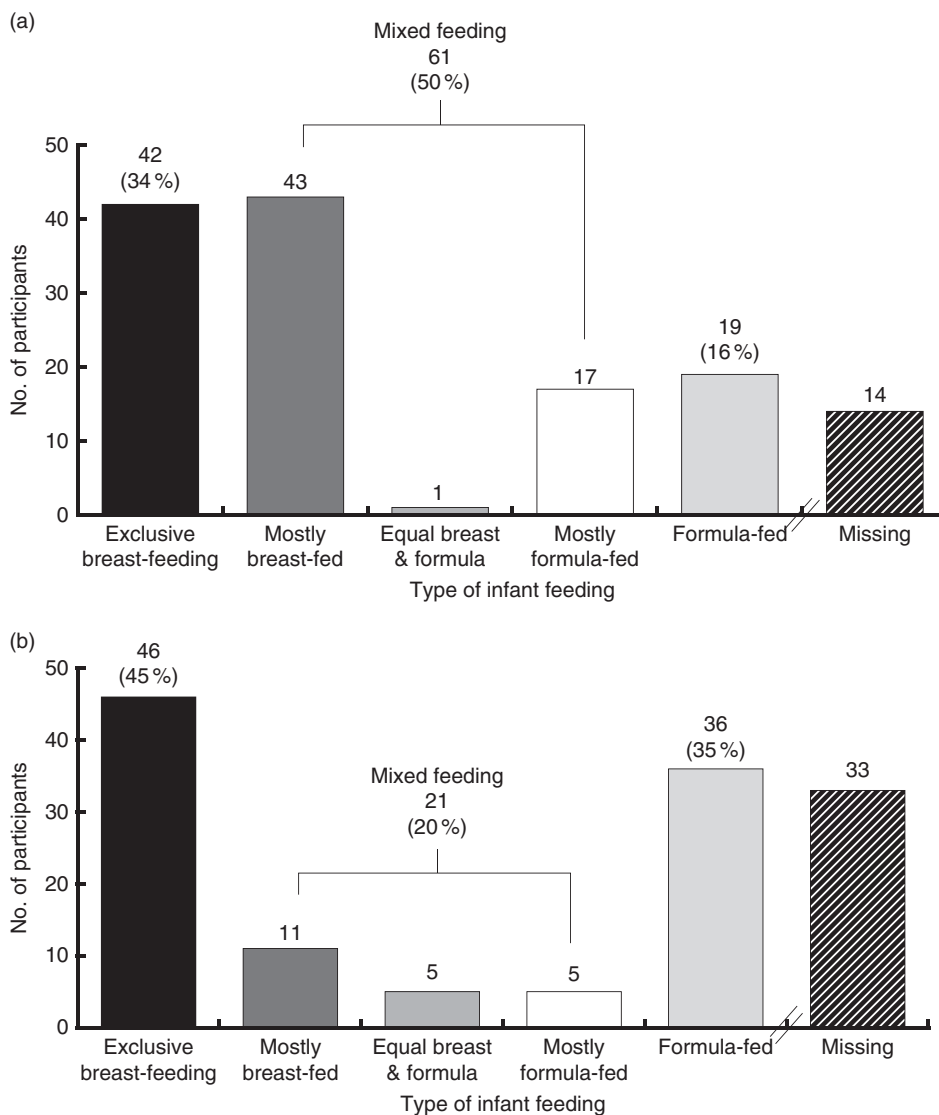 (a)
Mixed feeding
61
(50 %)
No. of participants
50
40
30
20
10
0
42
(34 %)
43
1
17
19
(16 %)
14
Exclusive
breast-feeding
Mostly
breast-fed
Equal breast
& formula
Mostly
formula-fed
Formula-fed
Missing
Type of infant feeding
(b)
Mixed feeding
21
(20 %)
No. of participants
50
40
30
20
10
0
46
(45 %)
11
5
5
36
(35 %)
33
Exclusive
breast-feeding
Mostly
breast-fed
Equal breast
& formula
Mostly
formula-fed
Formula-fed
Missing
Type of infant feeding